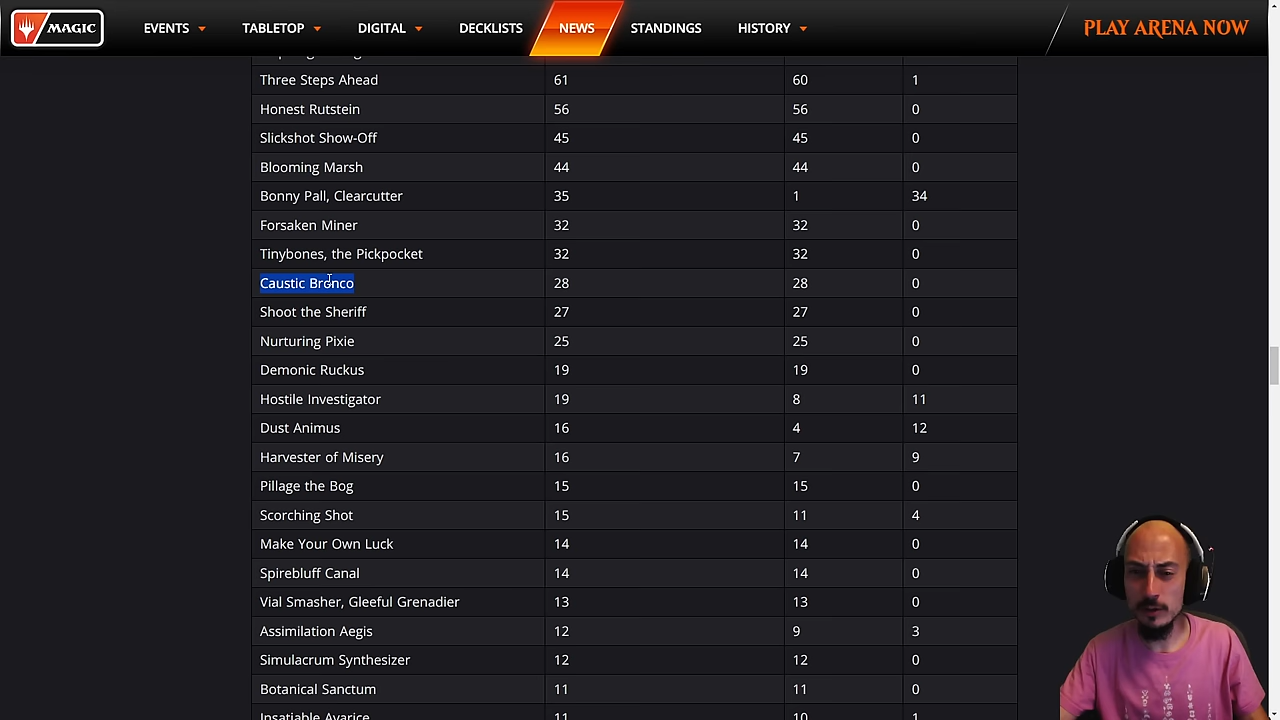 MAGIC EVENTS TABLETOP DIGITAL DECKLISTS NEWS STANDINGS HISTORY PLAY ARENA NOW
Three Steps Ahead 61 60 1
Honest Rutstein 56 56 0
Slickshot Show-Off 45 45 0
Blooming Marsh 44 44 0
Bonny Pall, Clearcutter 35 1 34
Forsaken Miner 32 32 0
Tinybones, the Pickpocket 32 32 0
Caustic Bronco 28 28 0
Shoot the Sheriff 27 27 0
Nurturing Pixie 25 25 0
Demonic Ruckus 19 19 0
Hostile Investigator 19 8 11
Dust Animus 16 4 12
Harvester of Misery 16 7 9
Pillage the Bog 15 15 0
Scorching Shot 15 11 4
Make Your Own Luck 14 14 0
Spirebluff Canal 14 14 0
Vial Smasher, Gleeful Grenadier 13 13 0
Assimilation Aegis 12 9 3
Simulacrum Synthesizer 12 12 0
Botanical Sanctum 11 11 0
Insatiable Avarice 11 10 1